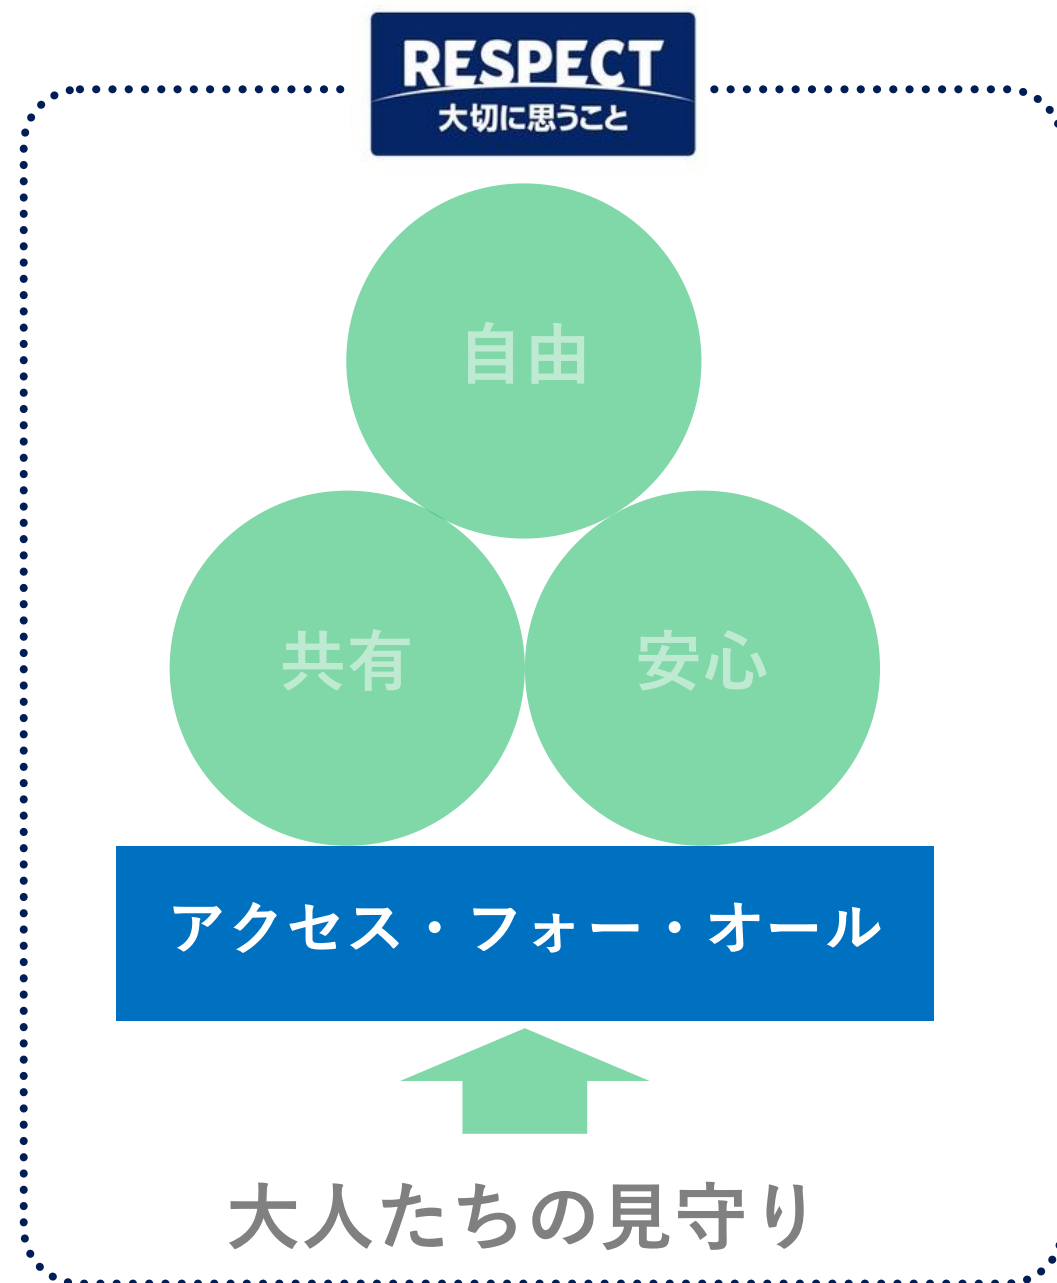 RESPECT
大切に思うこと
自由
共有
安心
アクセス・フォー・オール
大人たちの見守り